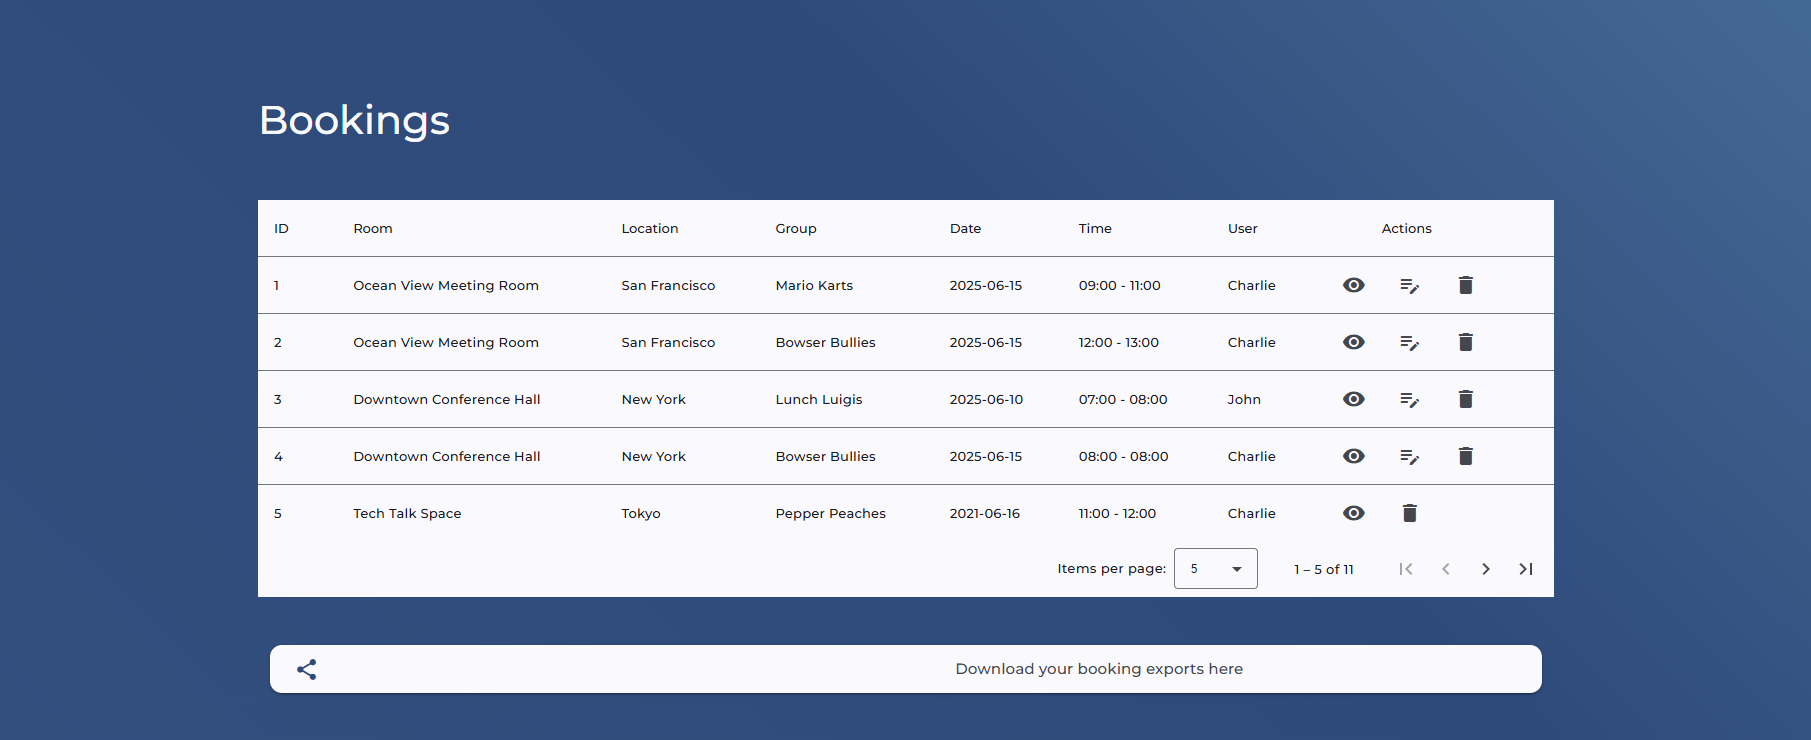 Bookings
ID Room Location Group Date Time User Actions
1 Ocean View Meeting Room San Francisco Mario Karts 2025-06-15 09:00 - 11:00 Charlie
2 Ocean View Meeting Room San Francisco Bowser Bullies 2025-06-15 12:00 - 13:00 Charlie
3 Downtown Conference Hall New York Lunch Luigis 2025-06-10 07:00 - 08:00 John
4 Downtown Conference Hall New York Bowser Bullies 2025-06-15 08:00 - 08:00 Charlie
5 Tech Talk Space Tokyo Pepper Peaches 2021-06-16 11:00 - 12:00 Charlie
Items per page: 5 1 – 5 of 11
Download your booking exports here